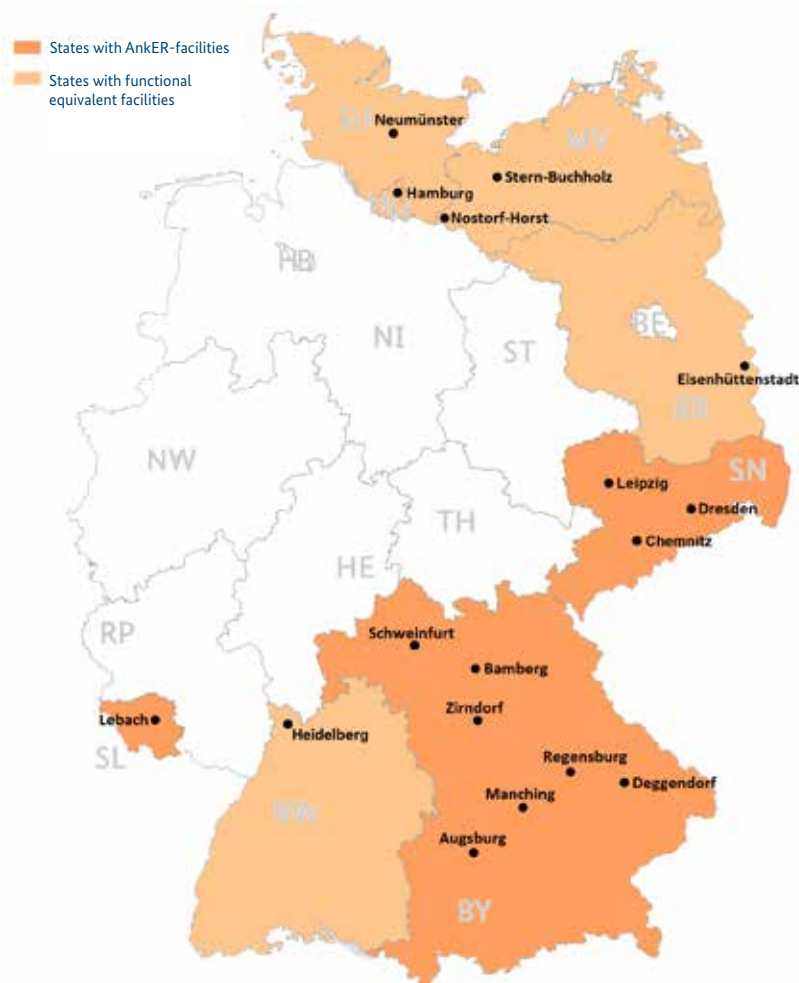 States with AnkER-facilities
States with functional
equivalent facilities
SH
Neumünster
MV
Stern-Buchholz
Hamburg
HH
Nostorf-Horst
HB
BE
NI
ST
Eisenhüttenstadt
BB
NW
SN
Leipzig
Dresden
TH
Chemnitz
HE
RP
Schweinfurt
Bamberg
Zirndorf
Lebach
Heidelberg
SL
Regensburg
Deggendorf
Manching
BW
Augsburg
BY